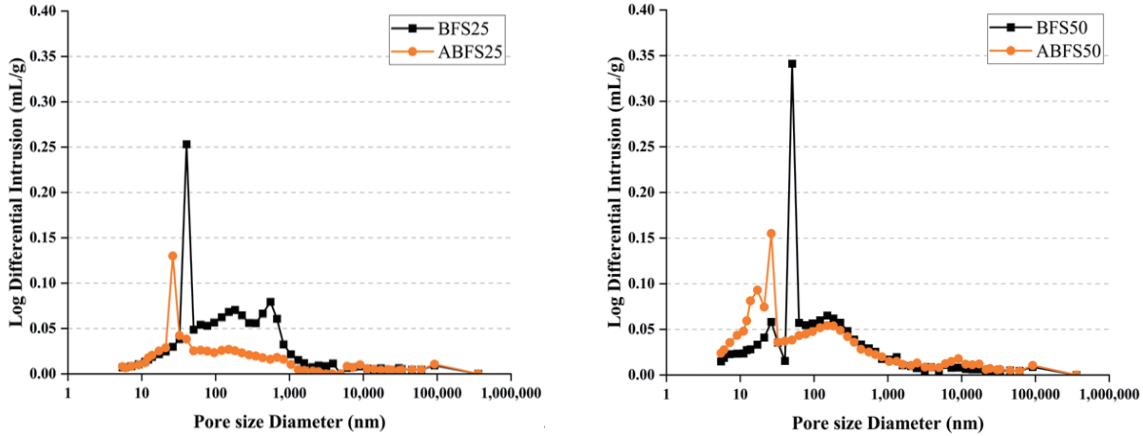 0.40
0.35
0.30
0.25
0.20
0.15
0.10
0.05
0.00
Log Differential Intrusion (mL/g)
BFS25
ABFS25
1 10 100 1000 10,000 100,000 1,000,000
Pore size Diameter (nm)
0.40
0.35
0.30
0.25
0.20
0.15
0.10
0.05
0.00
Log Differential Intrusion (mL/g)
BFS50
ABFS50
1 10 100 1000 10,000 100,000 1,000,000
Pore size Diameter (nm)